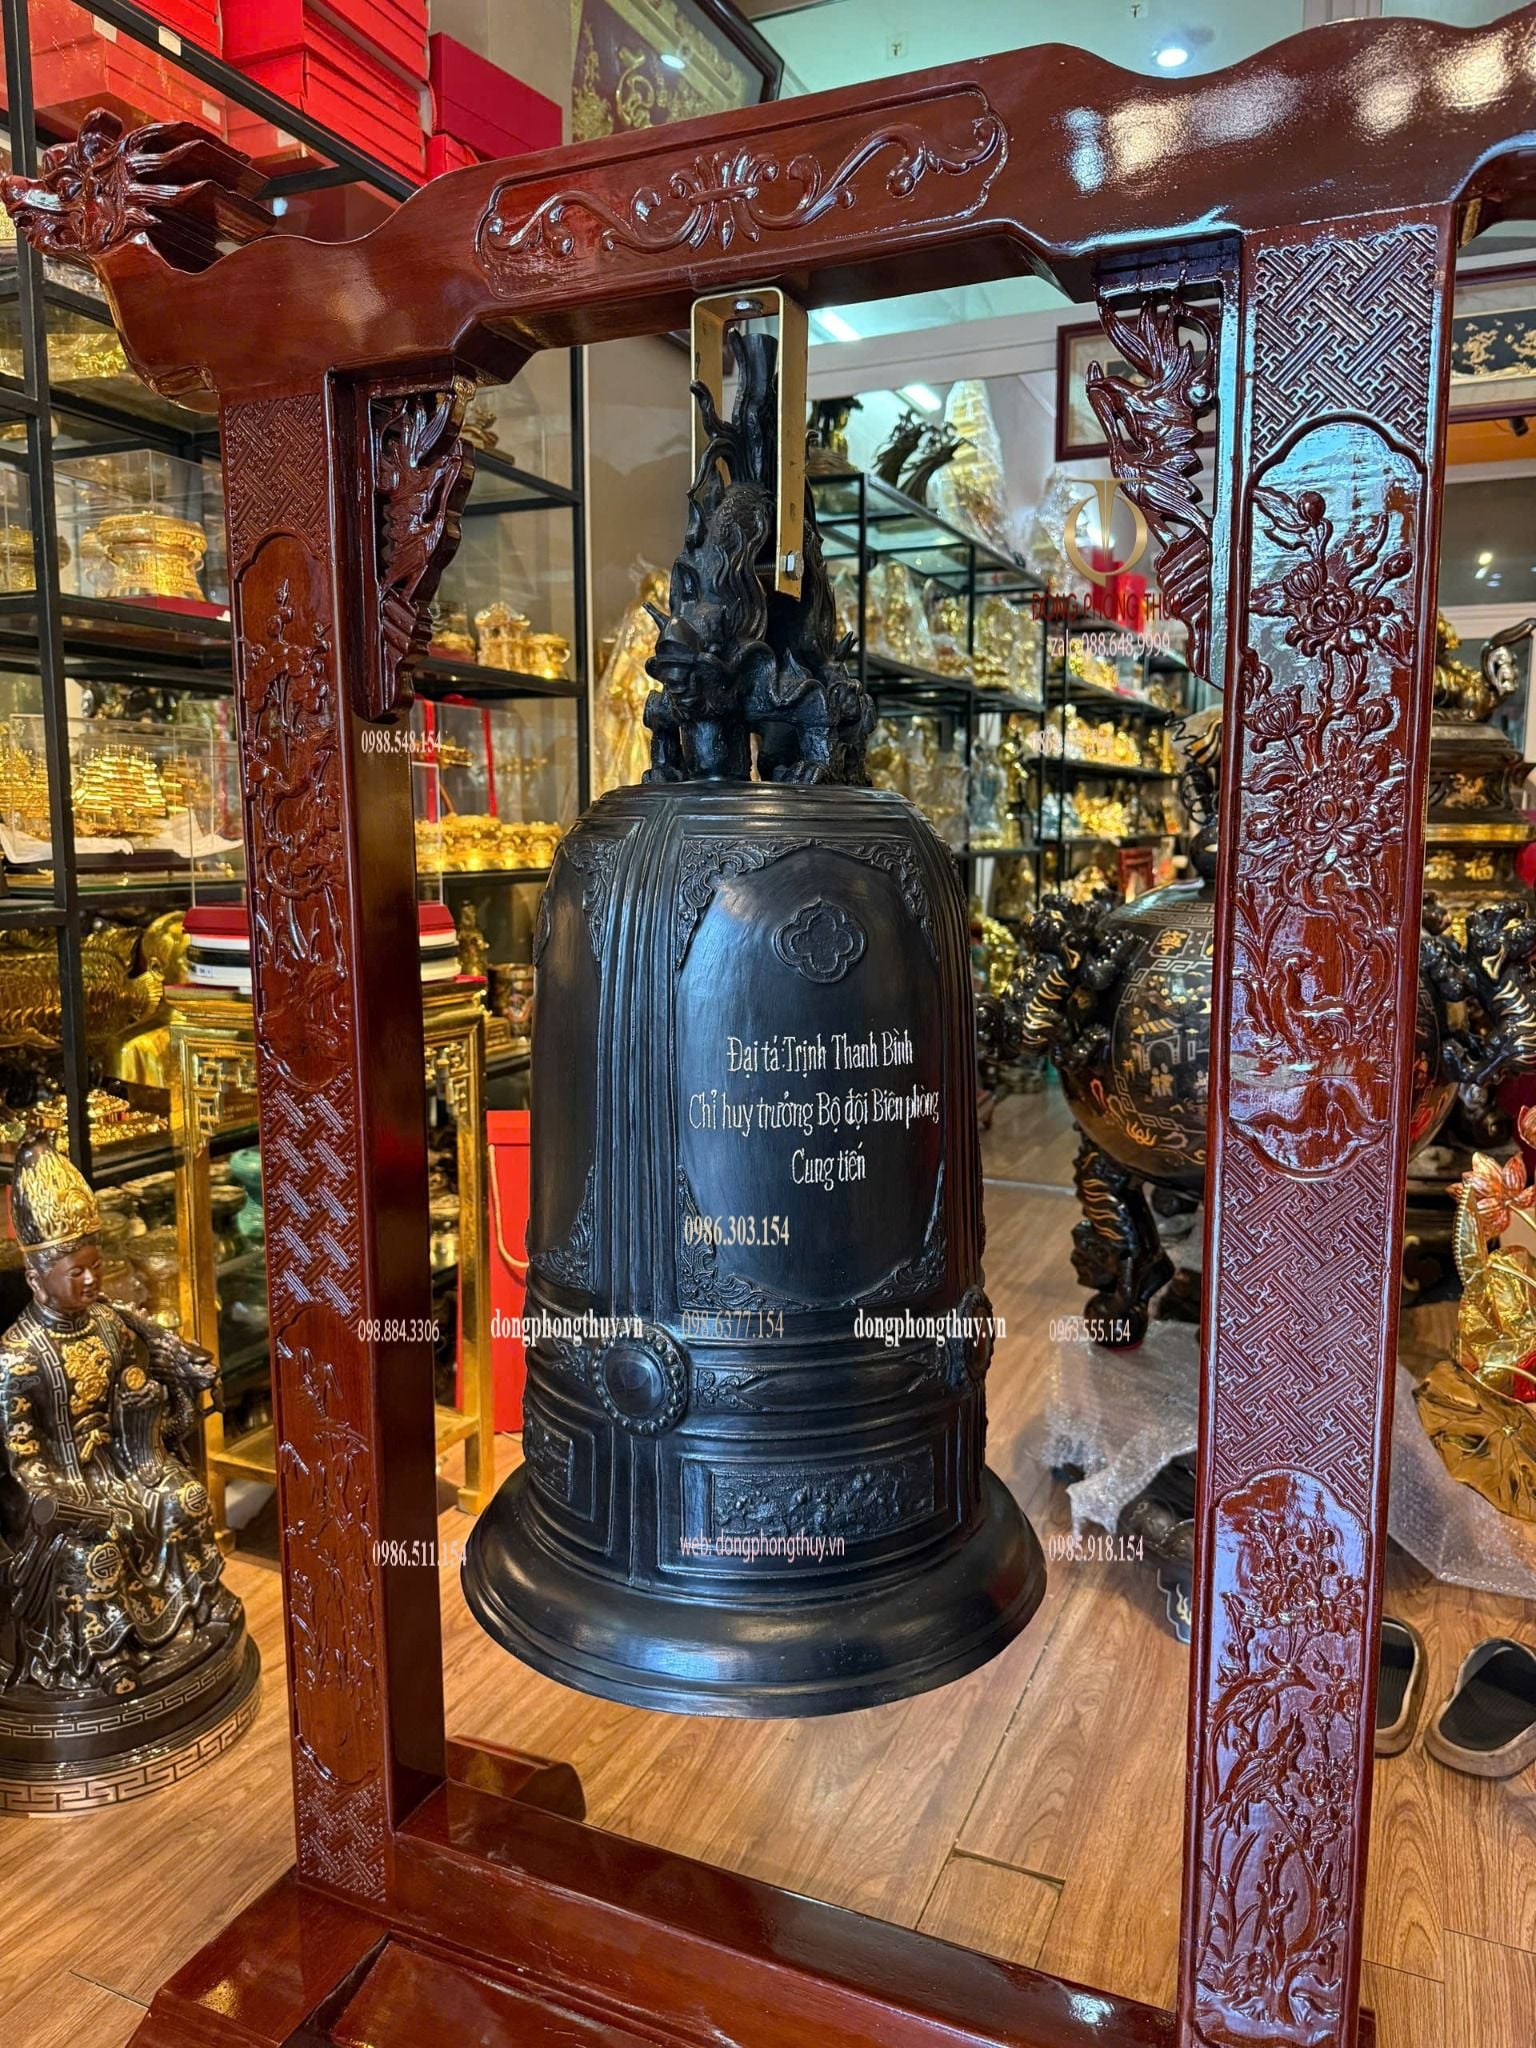 ĐỒNG PHONG THỦY
zalo:088.648.9999
0988.548.154
Đại tá:Trịnh Thanh Bình
Chỉ huy trưởng Bộ đội Biên phòng
Cung tiến
0986.303.154
098.884.3306
dongphongthuy.vn
098.6377.154
dongphongthuy.vn
0963.555.154
0986.511.154
web: dongphongthuy.vn
0985.918.154